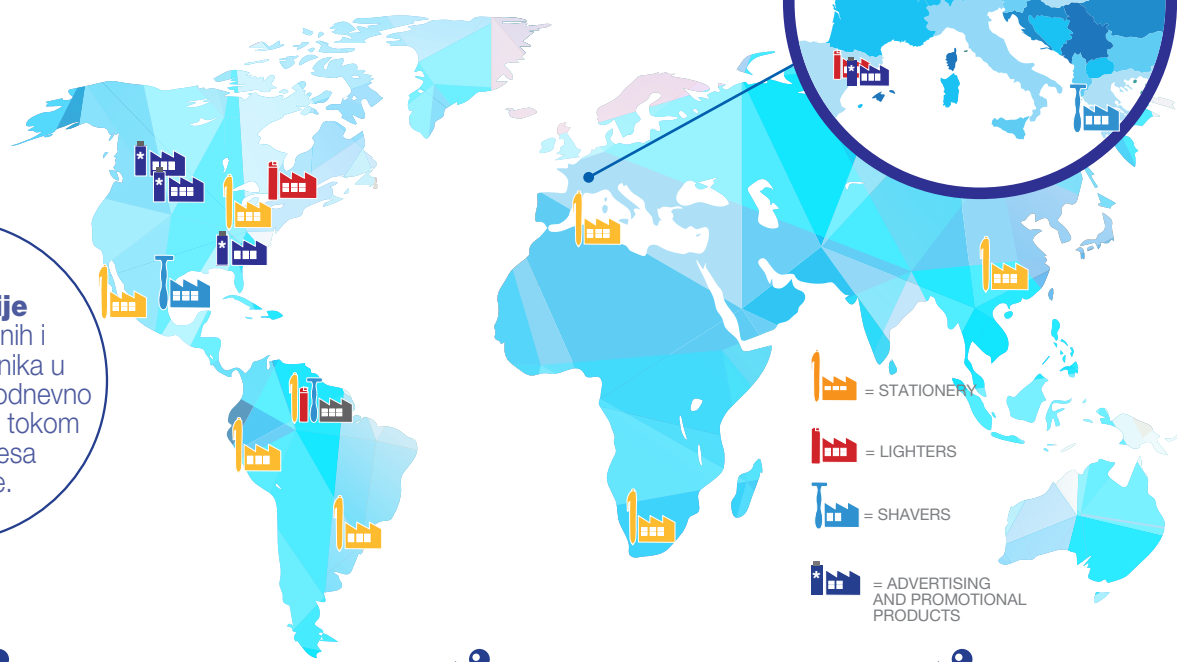 ije
nih i
nika u
odnevno
tokom
esa
e.
= STATIONERY
= LIGHTERS
= SHAVERS
= ADVERTISING
AND PROMOTIONAL
PRODUCTS